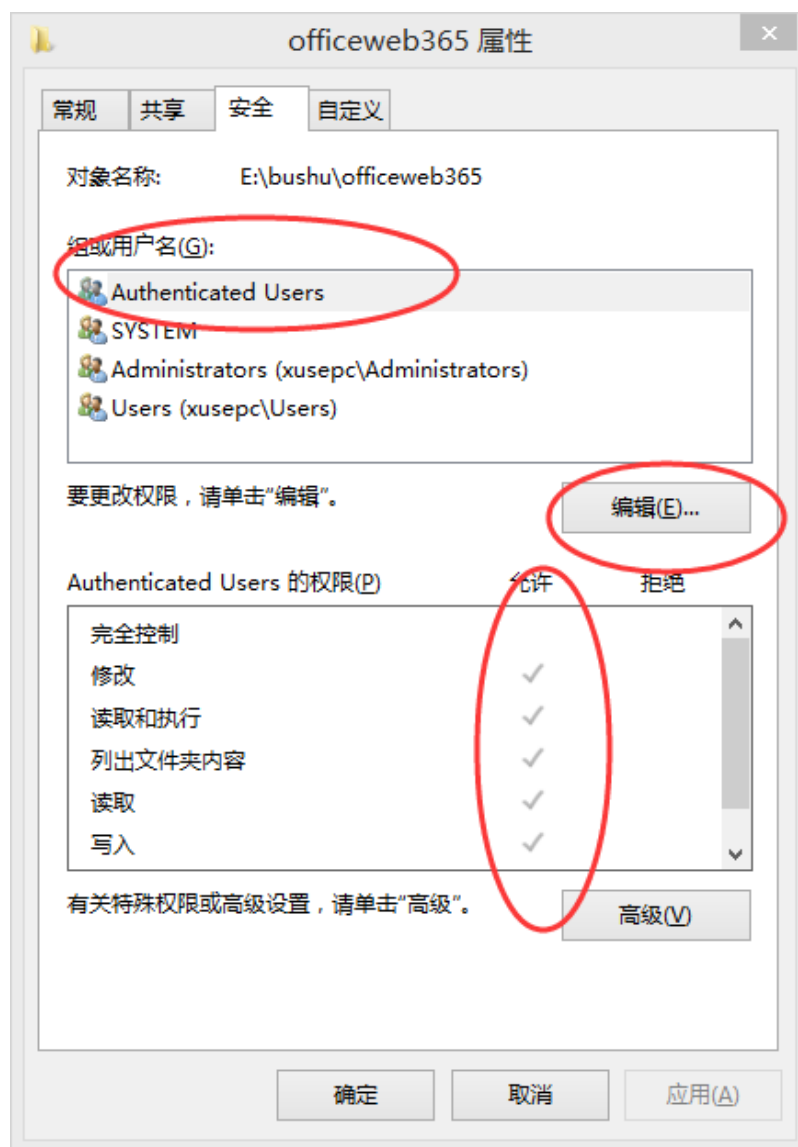 officeweb365 属性
常规 共享 安全 自定义
对象名称: E:\bushu\officeweb365
组或用户名(G):
Authenticated Users
SYSTEM
Administrators (xusepc\Administrators)
Users (xusepc\Users)
要更改权限，请单击“编辑”。 编辑(E)...
Authenticated Users 的权限(P) 允许 拒绝
完全控制
修改
读取和执行
列出文件夹内容
读取
写入
有关特殊权限或高级设置，请单击“高级”。 高级(V)
确定 取消 应用(A)